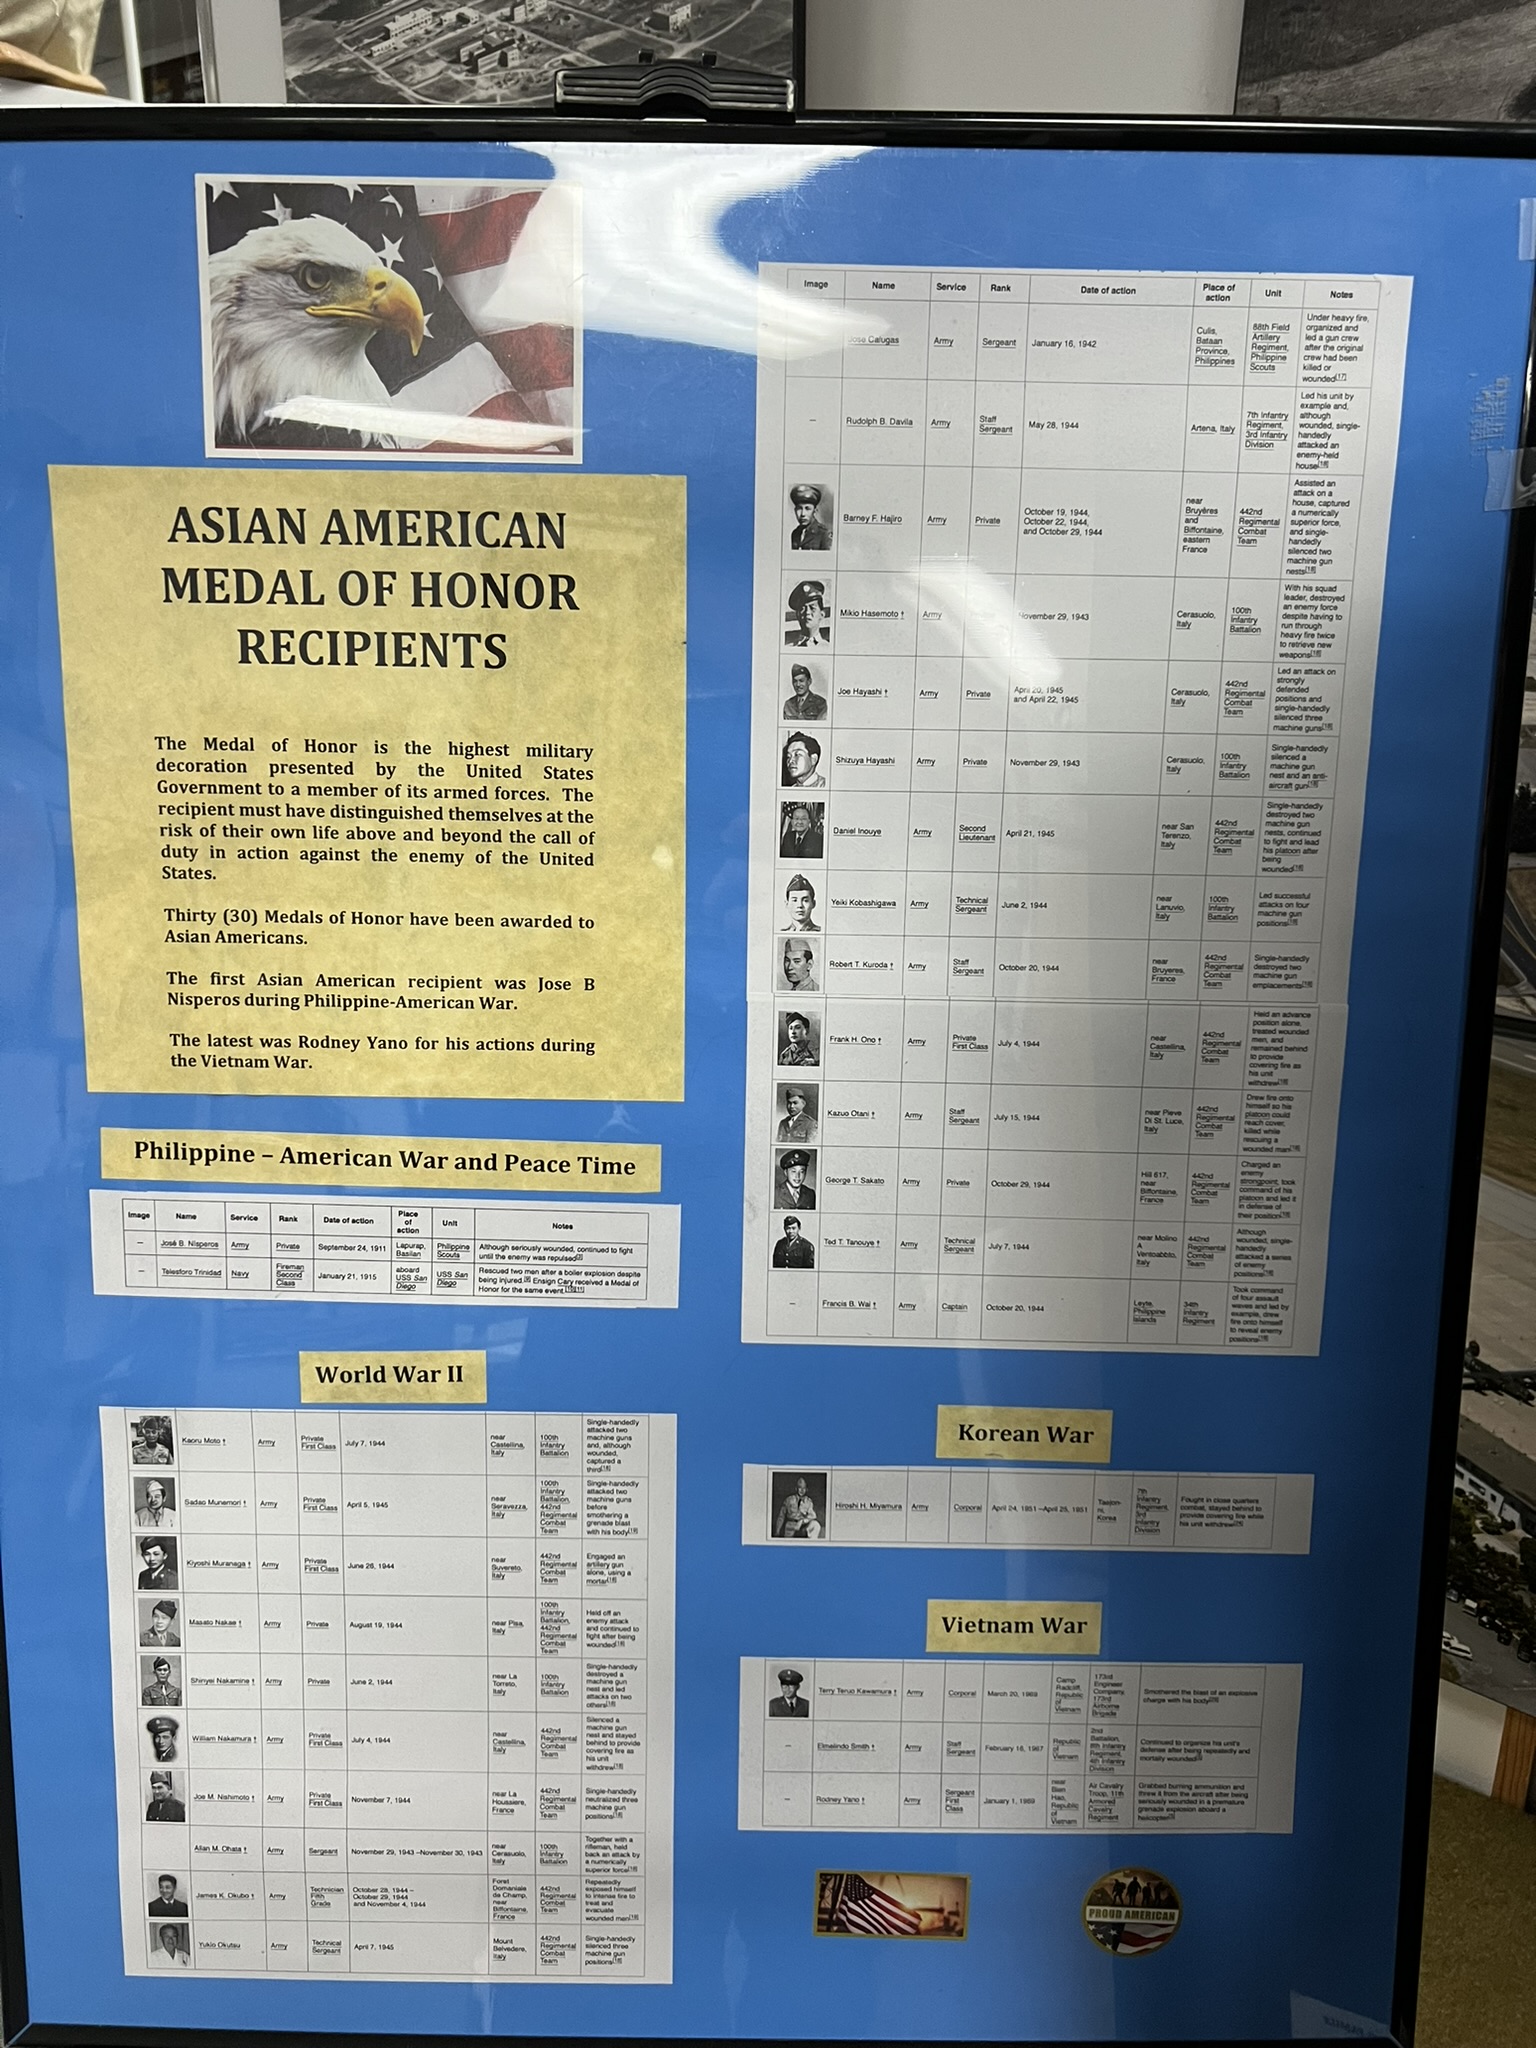 ASIAN AMERICAN
MEDAL OF HONOR
RECIPIENTS
The Medal of Honor is the highest military
decoration presented by the United States
Government to a member of its armed forces. The
recipient must have distinguished themselves at the
risk of their own life above and beyond the call of
duty in action against the enemy of the United
States.
Thirty (30) Medals of Honor have been awarded to
Asian Americans.
The first Asian American recipient was Jose B
Nisperos during Philippine-American War.
The latest was Rodney Yano for his actions during
the Vietnam War.
Philippine – American War and Peace Time
Image Name Service Rank Date of action Place of action Unit Notes
– José B. Nisperos Army Private September 24, 1911 Lapurap, Basilan Philippine Scouts Although seriously wounded, continued to fight until the enemy was repulsed
– Telesforo Trinidad Navy Fireman Second Class January 21, 1915 aboard USS San Diego USS San Diego Rescued two men after a boiler explosion despite being injured. Ensign Cary received a Medal of Honor for the same event.
World War II
Kaoru Moto † Army Private First Class July 7, 1944 near Castellina, Italy 100th Infantry Battalion Single-handedly attacked two machine guns and, although wounded, captured a third[18]
Sadao Munemori † Army Private First Class April 5, 1945 near Seravezza, Italy 100th Infantry Battalion, 442nd Regimental Combat Team Single-handedly attacked two machine guns before smothering a grenade blast with his body[19]
Kiyoshi Muranaga † Army Private First Class June 26, 1944 near Suvereto, Italy 442nd Regimental Combat Team Engaged an artillery gun alone, using a mortar[18]
Masato Nakae † Army Private August 19, 1944 near Pisa, Italy 100th Infantry Battalion, 442nd Regimental Combat Team Held off an enemy attack and continued to fight after being wounded[18]
Shinyei Nakamine † Army Private June 2, 1944 near La Torreto, Italy 100th Infantry Battalion Single-handedly destroyed a machine gun nest and led attacks on two others[18]
William Nakamura † Army Private First Class July 4, 1944 near Castellina, Italy 442nd Regimental Combat Team Silenced a machine gun nest and stayed behind to provide covering fire as his unit withdrew[18]
Joe M. Nishimoto † Army Private First Class November 7, 1944 near La Houssiere, France 442nd Regimental Combat Team Single-handedly neutralized three machine gun positions[18]
Allan M. Ohata † Army Sergeant November 29, 1943 –November 30, 1943 near Cerasuolo, Italy 100th Infantry Battalion Together with a rifleman, held back an attack by a numerically superior force[18]
James K. Okubo † Army Technician Fifth Grade October 28, 1944 – October 29, 1944 and November 4, 1944 Foret Domaniale de Champ, near Biffontaine, France 442nd Regimental Combat Team Repeatedly exposed himself to intense fire to treat and evacuate wounded men[19]
Yukio Okutsu Army Technical Sergeant April 7, 1945 Mount Belvedere, Italy 442nd Regimental Combat Team Single-handedly silenced three machine gun positions[18]
Image Name Service Rank Date of action Place of action Unit Notes
Jose Calugas Army Sergeant January 16, 1942 Culis, Bataan Province, Philippines 88th Field Artillery Regiment, Philippine Scouts Under heavy fire, organized and led a gun crew after the original crew had been killed or wounded[17]
– Rudolph B. Davila Army Staff Sergeant May 28, 1944 Artena, Italy 7th Infantry Regiment, 3rd Infantry Division Led his unit by example and, although wounded, single-handedly attacked an enemy-held house[18]
Barney F. Hajiro Army Private October 19, 1944, October 22, 1944, and October 29, 1944 near Bruyères and Biffontaine, eastern France 442nd Regimental Combat Team Assisted an attack on a house, captured a numerically superior force, and single-handedly silenced two machine gun nests[18]
Mikio Hasemoto † Army November 29, 1943 Cerasuolo, Italy 100th Infantry Battalion With his squad leader, destroyed an enemy force despite having to run through heavy fire twice to retrieve new weapons[18]
Joe Hayashi † Army Private April 20, 1945 and April 22, 1945 Cerasuolo, Italy 442nd Regimental Combat Team Led an attack on strongly defended positions and single-handedly silenced three machine guns[18]
Shizuya Hayashi Army Private November 29, 1943 Cerasuolo, Italy 100th Infantry Battalion Single-handedly silenced a machine gun nest and an anti-aircraft gun[18]
Daniel Inouye Army Second Lieutenant April 21, 1945 near San Terenzo, Italy 442nd Regimental Combat Team Single-handedly destroyed two machine gun nests, continued to fight and lead his platoon after being wounded[18]
Yeiki Kobashigawa Army Technical Sergeant June 2, 1944 near Lanuvio, Italy 100th Infantry Battalion Led successful attacks on four machine gun positions[18]
Robert T. Kuroda † Army Staff Sergeant October 20, 1944 near Bruyeres, France 442nd Regimental Combat Team Single-handedly destroyed two machine gun emplacements[18]
Frank H. Ono † Army Private First Class July 4, 1944 near Castellina, Italy 442nd Regimental Combat Team Held an advance position alone, treated wounded men, and remained behind to provide covering fire as his unit withdrew[18]
Kazuo Otani † Army Staff Sergeant July 15, 1944 near Pieve Di St. Luce, Italy 442nd Regimental Combat Team Drew fire onto himself so his platoon could reach cover, killed while rescuing a wounded man[18]
George T. Sakato Army Private October 29, 1944 Hill 617, near Biffontaine, France 442nd Regimental Combat Team Charged an enemy strongpoint, took command of his platoon and led it in defense of their position[18]
Ted T. Tanouye † Army Technical Sergeant July 7, 1944 near Molino A Ventoabbto, Italy 442nd Regimental Combat Team Although wounded, single-handedly attacked a series of enemy positions[18]
– Francis B. Wai † Army Captain October 20, 1944 Leyte, Philippine Islands 34th Infantry Regiment Took command of four assault waves and led by example, drew fire onto himself to reveal enemy positions[18]
Korean War
Hiroshi H. Miyamura Army Corporal April 24, 1951 –April 25, 1951 Taejon-ni, Korea 7th Infantry Regiment, 3rd Infantry Division Fought in close quarters combat, stayed behind to provide covering fire while his unit withdrew
Vietnam War
Terry Teruo Kawamura † Army Corporal March 20, 1969 Camp Radcliff, Republic of Vietnam 173rd Engineer Company, 173rd Airborne Brigade Smothered the blast of an explosive charge with his body
– Elmelindo Smith † Army Staff Sergeant February 16, 1967 Republic of Vietnam 2nd Battalion, 8th Infantry Regiment, 4th Infantry Division Continued to organize his unit's defense after being repeatedly and mortally wounded
– Rodney Yano † Army Sergeant First Class January 1, 1969 near Bien Hao, Republic of Vietnam Air Cavalry Troop, 11th Armored Cavalry Regiment Grabbed burning ammunition and threw it from the aircraft after being seriously wounded in a premature grenade explosion aboard a helicopter
PROUD AMERICAN